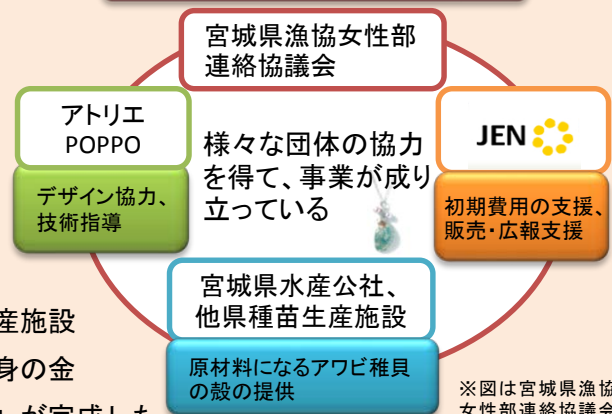 宮城県漁協女性部
連絡協議会
アトリエ
POPPO
デザイン協力、
技術指導
様々な団体の協力
を得て、事業が成り
立っている
JEN
初期費用の支援、
販売・広報支援
宮城県水産公社、
他県種苗生産施設
原材料になるアワビ稚貝
の殻の提供
産施設
身の金
が完成した
※図は宮城県漁協
女性部連絡協議会